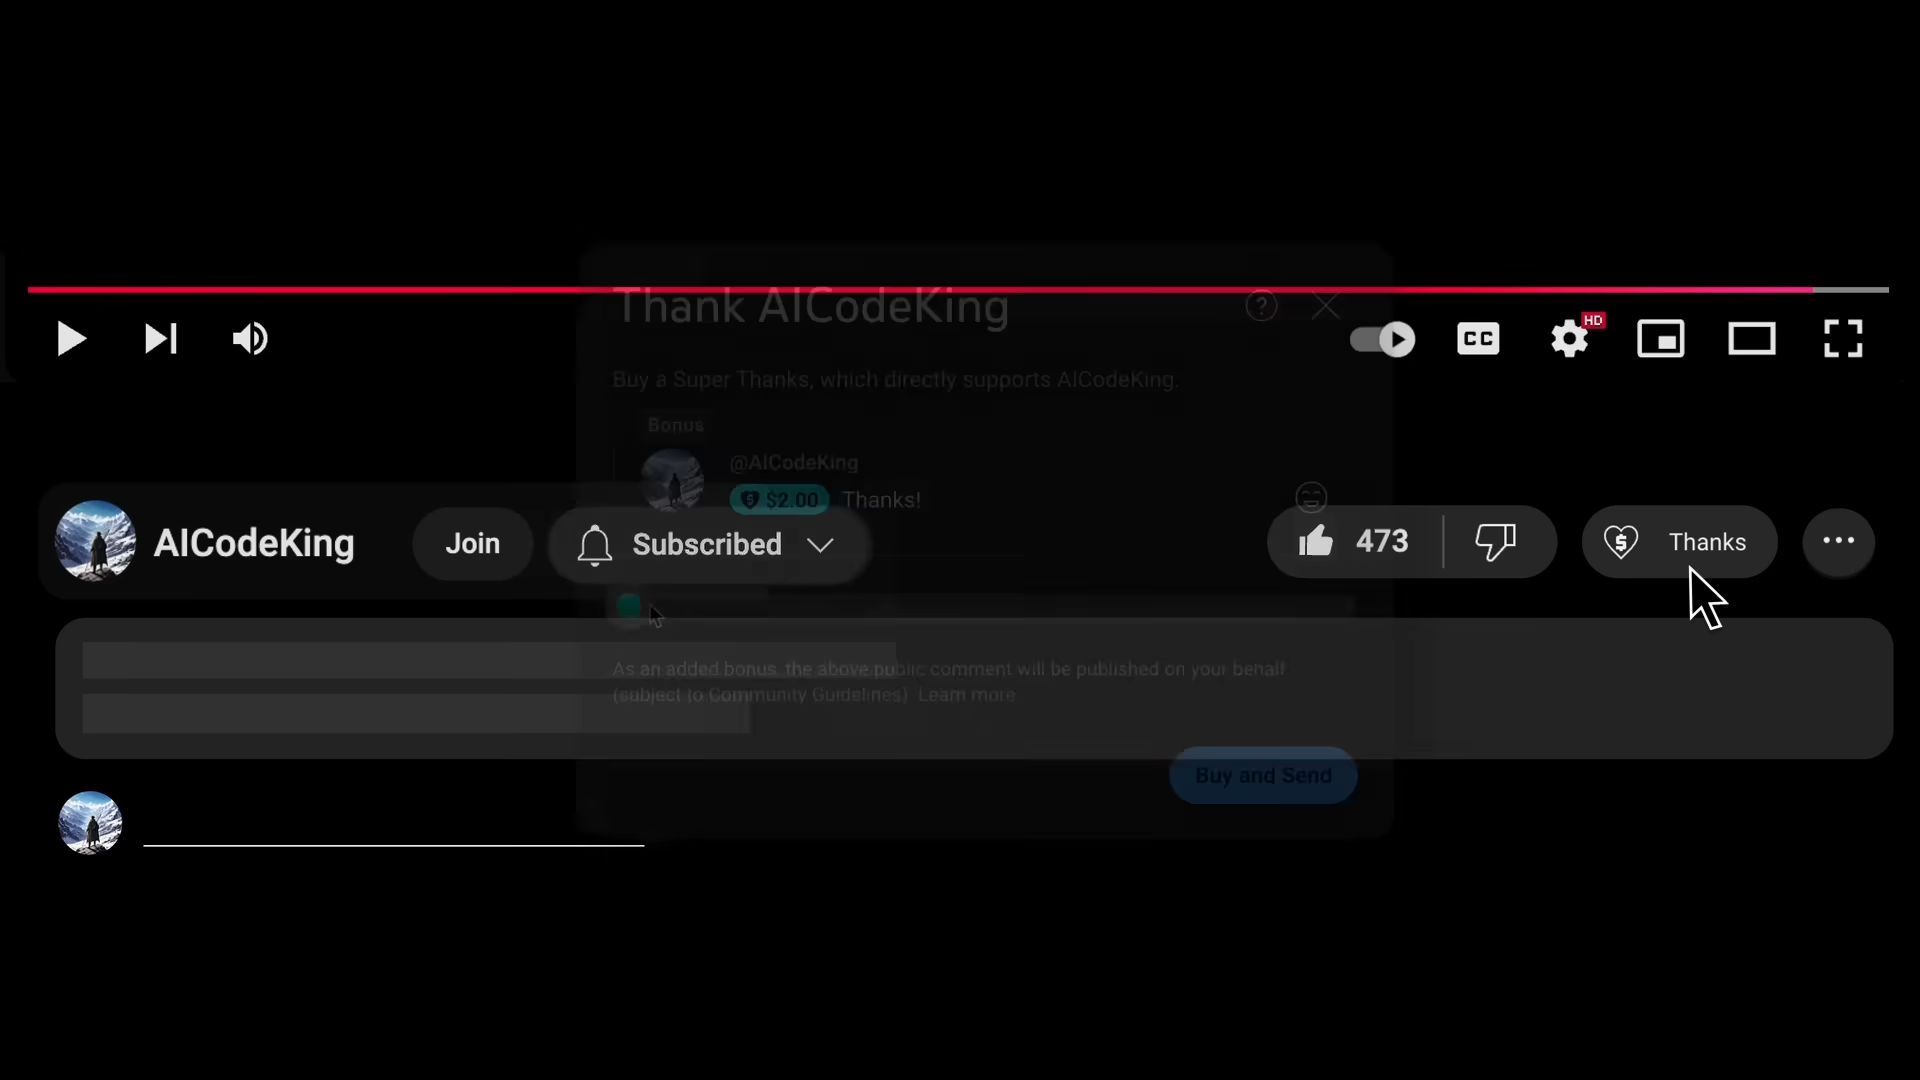 Thank AICodeKing
HD
CC
Buy a Super Thanks, which directly supports AICodeKing.
Bonus
@AICodeKing
$2.00 Thanks!
AICodeKing Join Subscribed 473 Thanks
As an added bonus, the above public comment will be published on your behalf
(subject to Community Guidelines) Learn more
Buy and Send